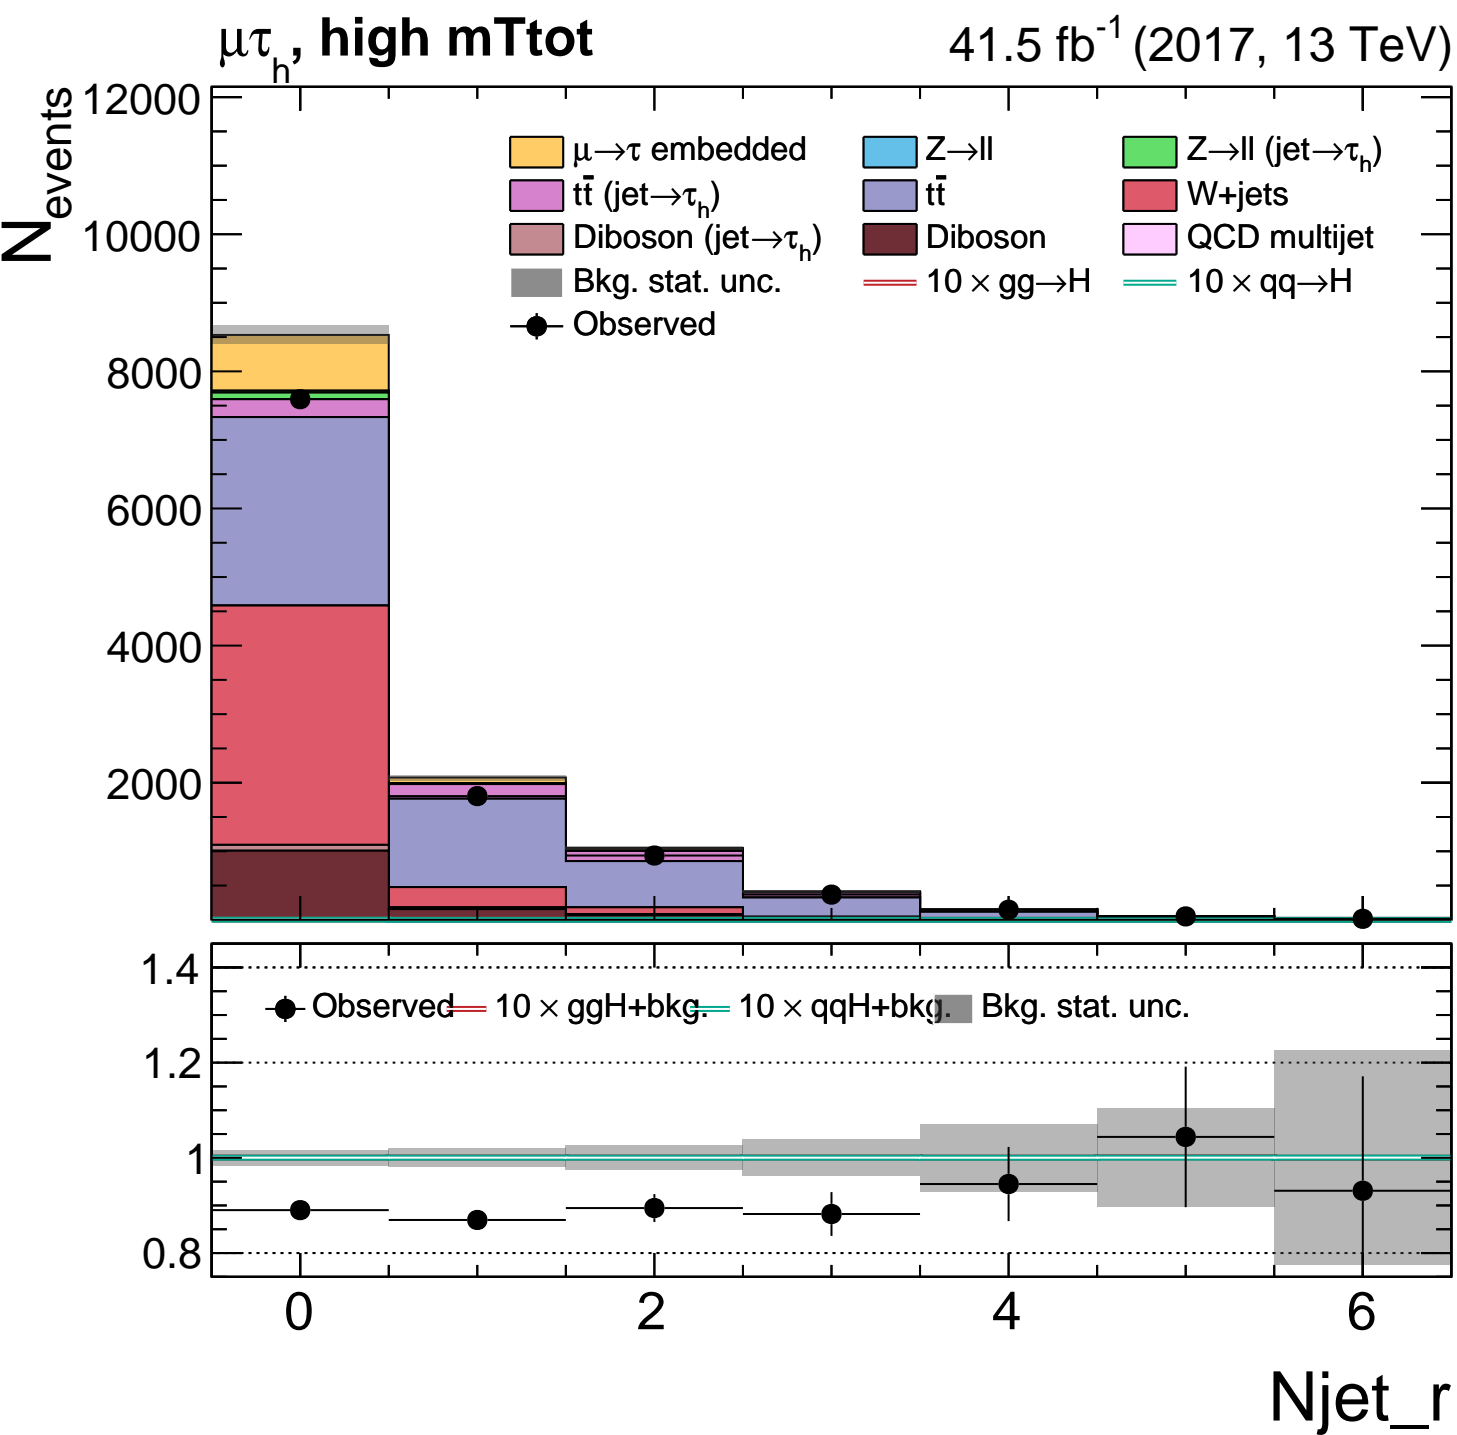 μτh, high mTtot 41.5 fb-1 (2017, 13 TeV)
Nevents
12000
10000
8000
6000
4000
2000
μ→τ embedded Z→ll Z→ll (jet→τh)
tt̄ (jet→τh) tt̄ W+jets
Diboson (jet→τh) Diboson QCD multijet
Bkg. stat. unc. 10 × gg→H 10 × qq→H
Observed
1.4
1.2
1
0.8
Observed 10 × ggH+bkg. 10 × qqH+bkg. Bkg. stat. unc.
0 2 4 6
Njet_r